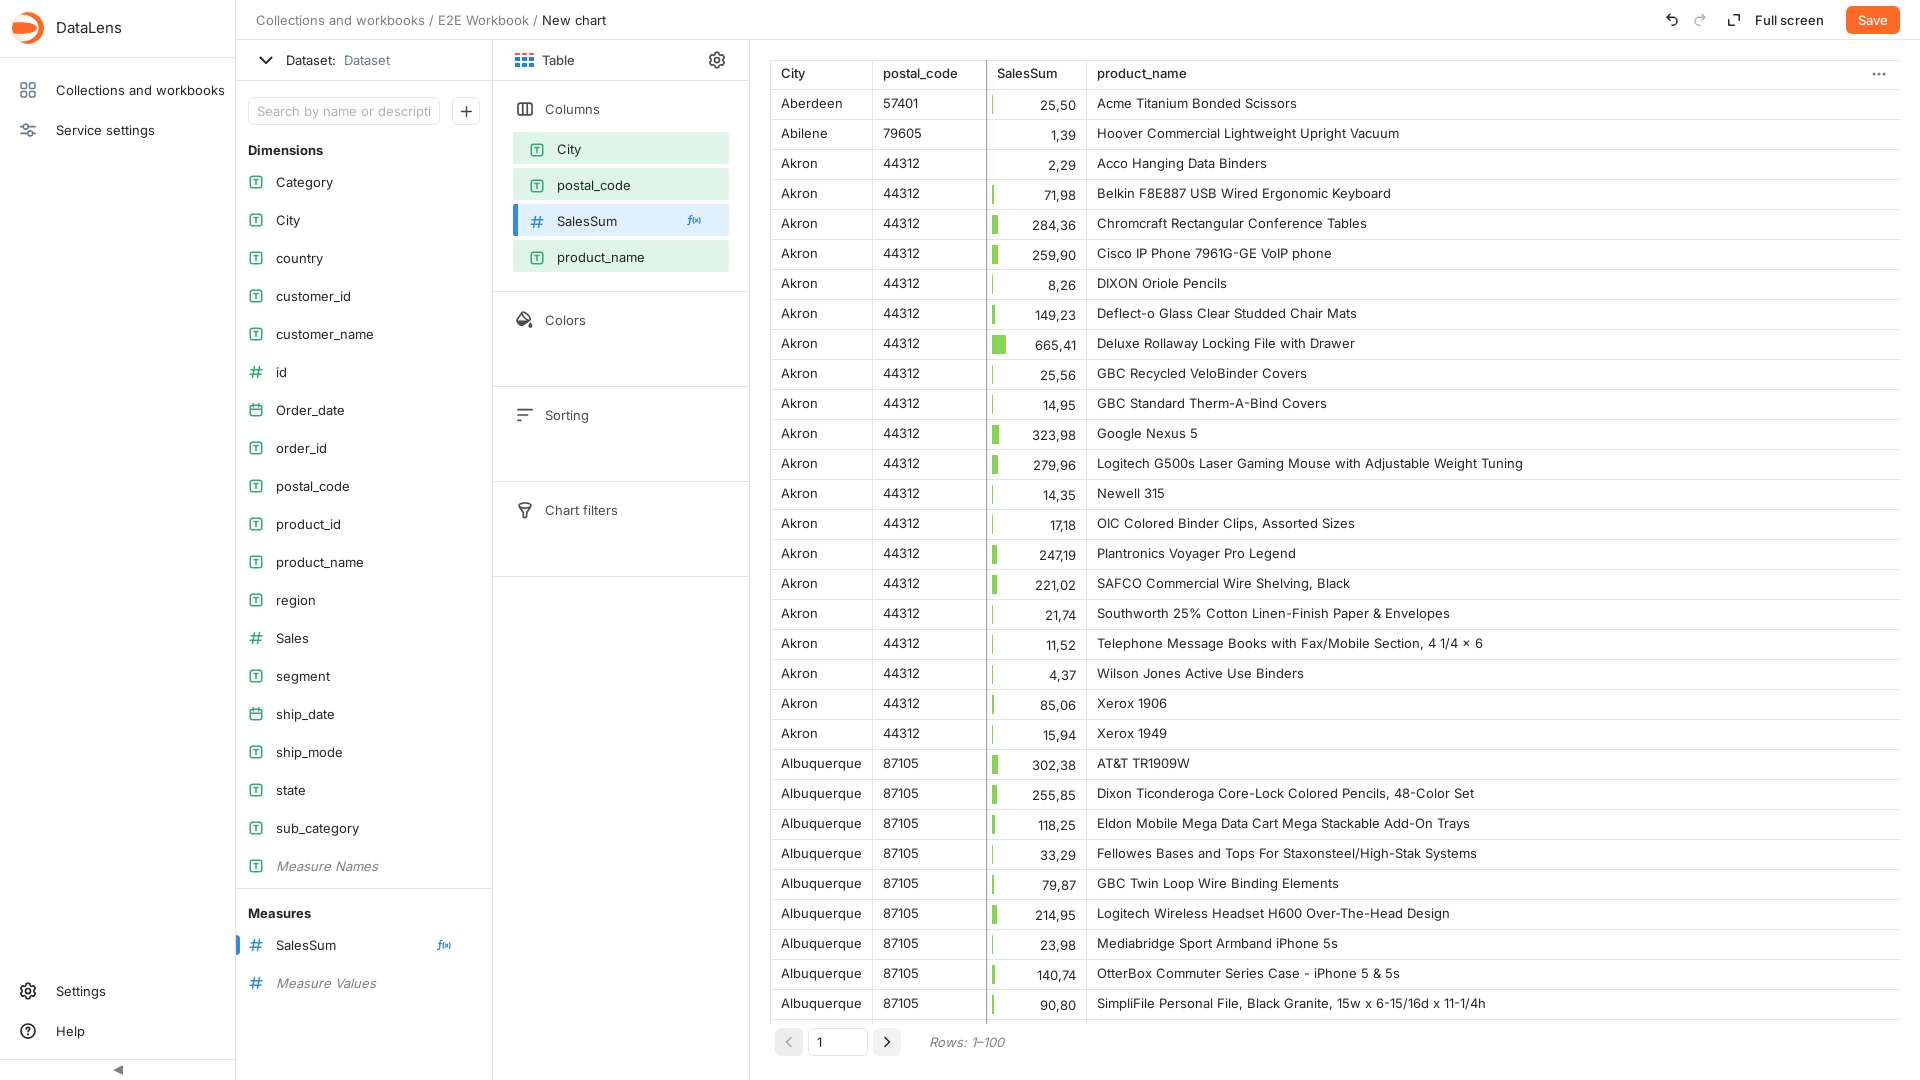 DataLens
Collections and workbooks
Service settings
Settings
Help
Collections and workbooks / E2E Workbook / New chart
Full screen
Save
Dataset: Dataset
Search by name or descripti
Dimensions
Category
City
country
customer_id
customer_name
id
Order_date
order_id
postal_code
product_id
product_name
region
Sales
segment
ship_date
ship_mode
state
sub_category
Measure Names
Measures
SalesSum f(x)
Measure Values
Table
Columns
City
postal_code
SalesSum f(x)
product_name
Colors
Sorting
Chart filters
City postal_code SalesSum product_name
Aberdeen 57401 25,50 Acme Titanium Bonded Scissors
Abilene 79605 1,39 Hoover Commercial Lightweight Upright Vacuum
Akron 44312 2,29 Acco Hanging Data Binders
Akron 44312 71,98 Belkin F8E887 USB Wired Ergonomic Keyboard
Akron 44312 284,36 Chromcraft Rectangular Conference Tables
Akron 44312 259,90 Cisco IP Phone 7961G-GE VoIP phone
Akron 44312 8,26 DIXON Oriole Pencils
Akron 44312 149,23 Deflect-o Glass Clear Studded Chair Mats
Akron 44312 665,41 Deluxe Rollaway Locking File with Drawer
Akron 44312 25,56 GBC Recycled VeloBinder Covers
Akron 44312 14,95 GBC Standard Therm-A-Bind Covers
Akron 44312 323,98 Google Nexus 5
Akron 44312 279,96 Logitech G500s Laser Gaming Mouse with Adjustable Weight Tuning
Akron 44312 14,35 Newell 315
Akron 44312 17,18 OIC Colored Binder Clips, Assorted Sizes
Akron 44312 247,19 Plantronics Voyager Pro Legend
Akron 44312 221,02 SAFCO Commercial Wire Shelving, Black
Akron 44312 21,74 Southworth 25% Cotton Linen-Finish Paper & Envelopes
Akron 44312 11,52 Telephone Message Books with Fax/Mobile Section, 4 1/4 × 6
Akron 44312 4,37 Wilson Jones Active Use Binders
Akron 44312 85,06 Xerox 1906
Akron 44312 15,94 Xerox 1949
Albuquerque 87105 302,38 AT&T TR1909W
Albuquerque 87105 255,85 Dixon Ticonderoga Core-Lock Colored Pencils, 48-Color Set
Albuquerque 87105 118,25 Eldon Mobile Mega Data Cart Mega Stackable Add-On Trays
Albuquerque 87105 33,29 Fellowes Bases and Tops For Staxonsteel/High-Stak Systems
Albuquerque 87105 79,87 GBC Twin Loop Wire Binding Elements
Albuquerque 87105 214,95 Logitech Wireless Headset H600 Over-The-Head Design
Albuquerque 87105 23,98 Mediabridge Sport Armband iPhone 5s
Albuquerque 87105 140,74 OtterBox Commuter Series Case - iPhone 5 & 5s
Albuquerque 87105 90,80 SimpliFile Personal File, Black Granite, 15w x 6-15/16d x 11-1/4h
1
Rows: 1–100